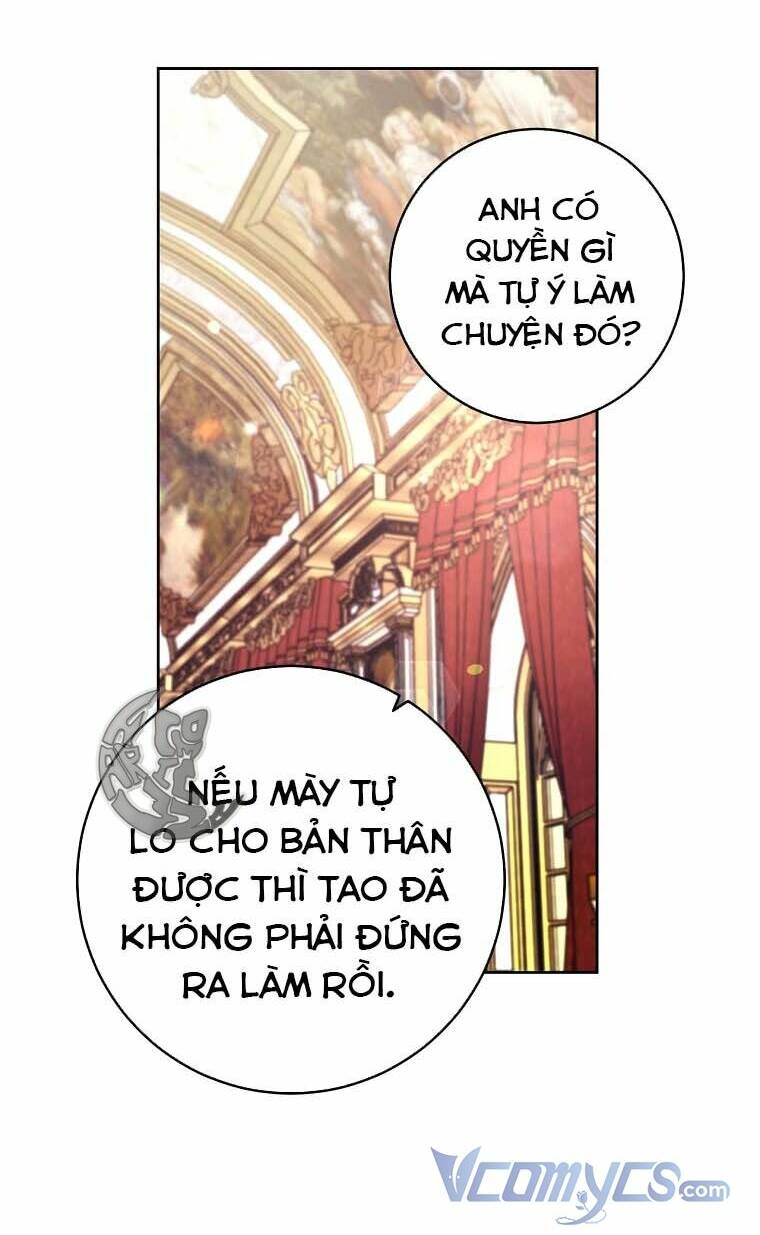 ANH CÓ
QUYỀN GÌ
MÀ TỰ Ý LÀM
CHUYỆN ĐÓ?
NẾU MÀY TỰ
LO CHO BẢN THÂN
ĐƯỢC THÌ TAO ĐÃ
KHÔNG PHẢI ĐỨNG
RA LÀM RỒI.
VCOMYCS.com